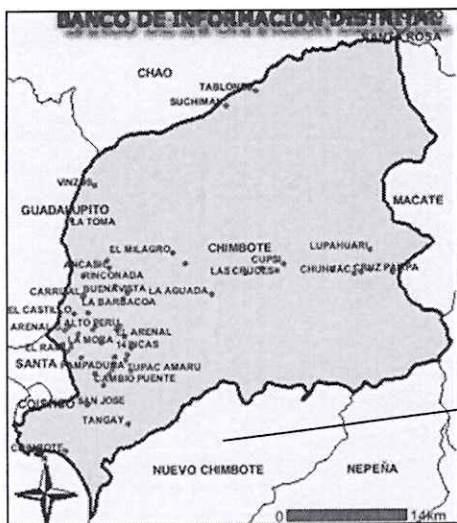 BANCO DE INFORMACION DISTRITAL
SANTA ROSA
CHAO
TABLONES
SUCHIMAN
VINZOS
MACATE
GUADALUPITO
LA TOMA
EL MILAGRO
CHIMBOTE
LUPAHUARI
ANCASH
CUPSI
RINCONADA
LAS CRUCES
CRUZ PAMPA
CARRIZAL
BUENAVISTA
LA AGUADA
LA BARBACOA
EL CASTILLO
ALTO PERU
ARENAL
EL ARENAL
LA MORA
14 INCAS
SANTA
PAMPADURA
TUPAC AMARU
CAMBIO PUENTE
COISHCO
SAN JOSE
TANGAY
CHIMBOTE
NUEVO CHIMBOTE
NEPEÑA
0 14km